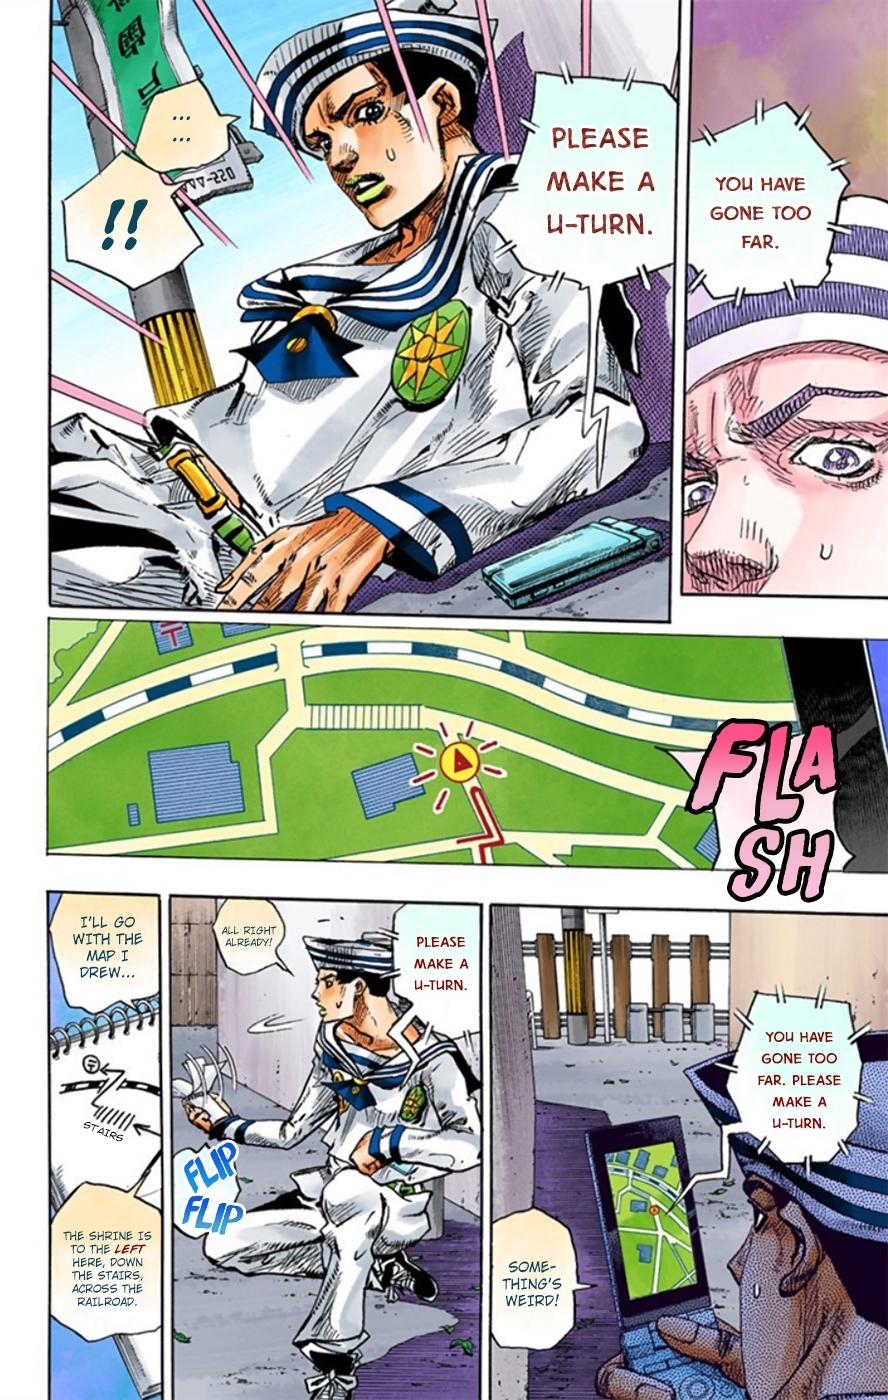 YOU HAVE
GONE TOO
FAR.
PLEASE
MAKE A
U-TURN.
...
...
!!
〒
FLA
SH
YOU HAVE
GONE TOO
FAR. PLEASE
MAKE A
U-TURN.
SOME-
THING'S
WEIRD!
PLEASE
MAKE A
U-TURN.
ALL RIGHT
ALREADY!
FLIP
FLIP
I'LL GO
WITH THE
MAP I
DREW...
〒
STAIRS
THE SHRINE IS
TO THE LEFT
HERE, DOWN
THE STAIRS,
ACROSS THE
RAILROAD.